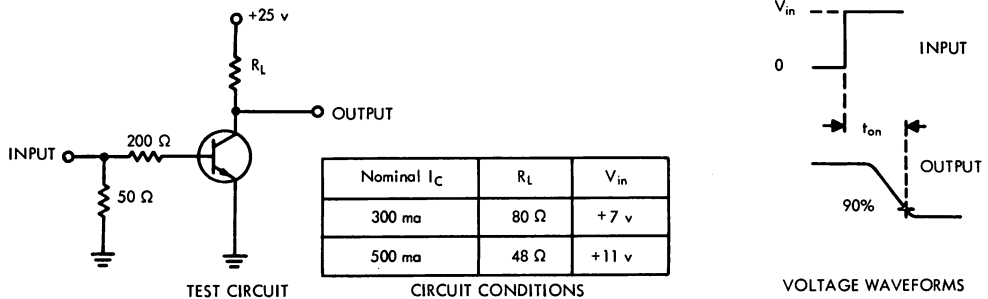 +25 v
R_L
OUTPUT
200 Ω
INPUT
50 Ω
TEST CIRCUIT
Nominal I_C R_L V_in
300 ma 80 Ω +7 v
500 ma 48 Ω +11 v
CIRCUIT CONDITIONS
V_in
INPUT
0
t_on
OUTPUT
90%
VOLTAGE WAVEFORMS